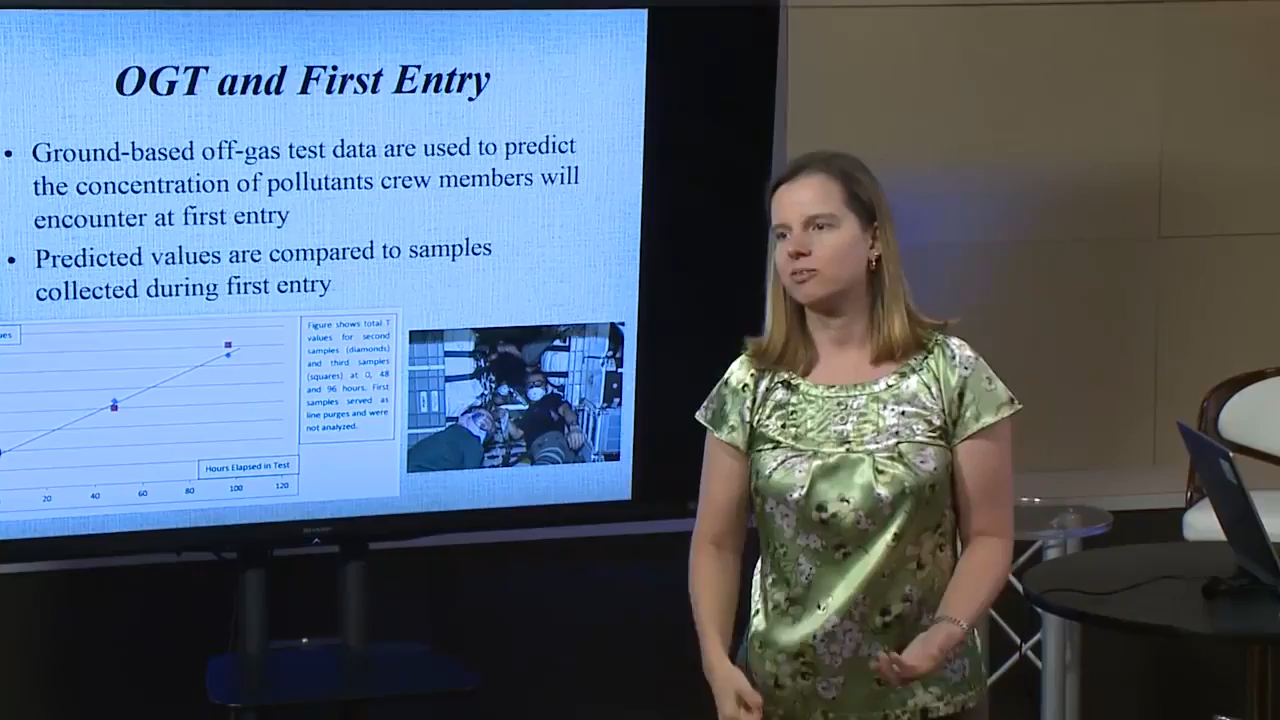 OGT and First Entry
• Ground-based off-gas test data are used to predict
the concentration of pollutants crew members will
encounter at first entry
• Predicted values are compared to samples
collected during first entry
Figure shows total T
values for second
samples (diamonds)
and third samples
(squares) at 0, 48
and 96 hours. First
samples served as
line purges and were
not analyzed.
Hours Elapsed in Test
20 40 60 80 100 120
SHARP